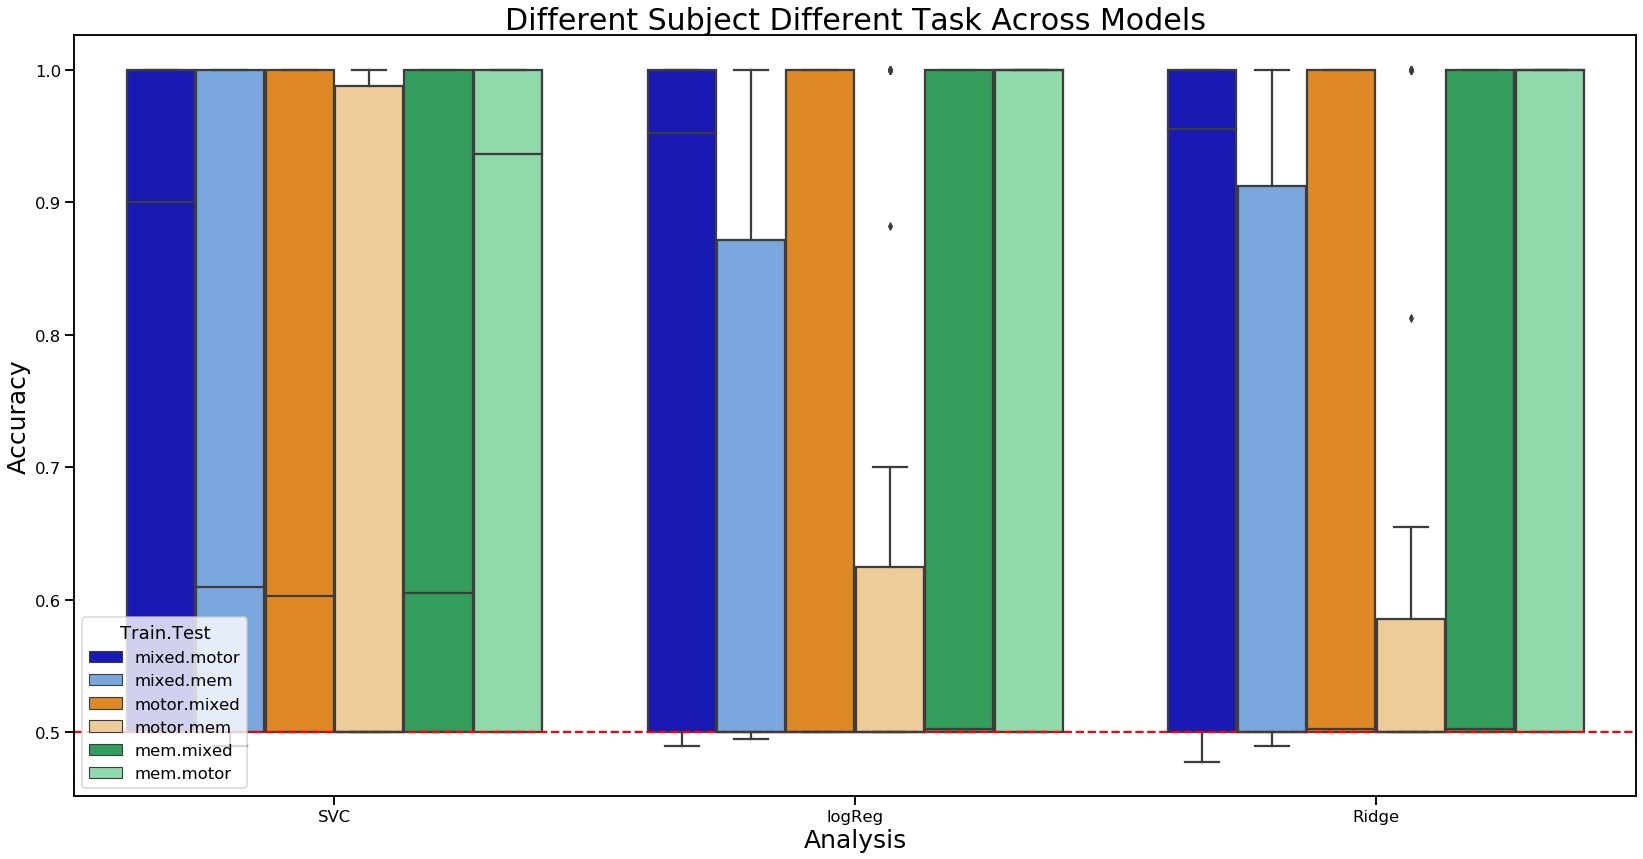 Different Subject Different Task Across Models
Accuracy
1.0
0.9
0.8
0.7
0.6
0.5
Train.Test
mixed.motor
mixed.mem
motor.mixed
motor.mem
mem.mixed
mem.motor
SVC
logReg
Ridge
Analysis